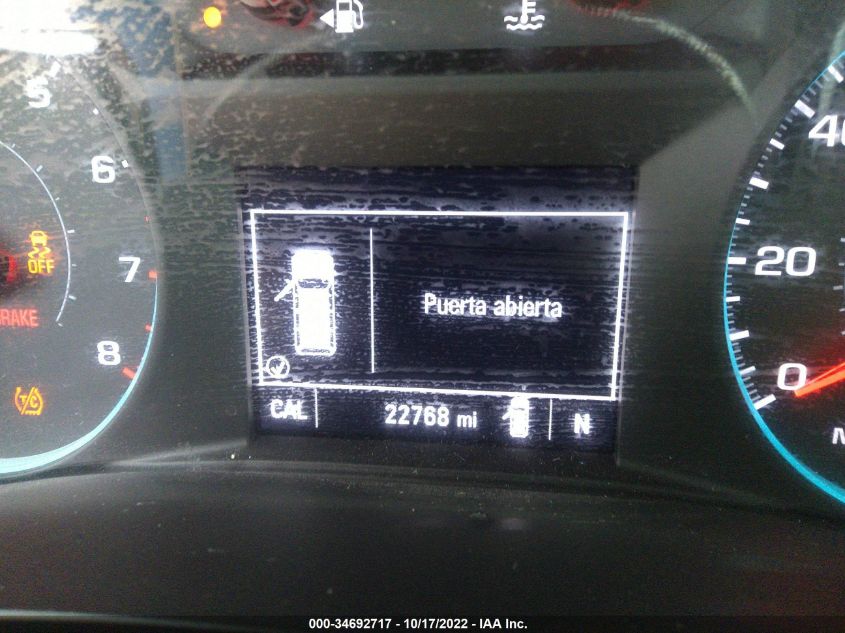 5
6
7
8
OFF
BRAKE
T/C
Puerta abierta
CAL 22768 mi N
40
20
0
M
000-34692717 - 10/17/2022 - IAA Inc.